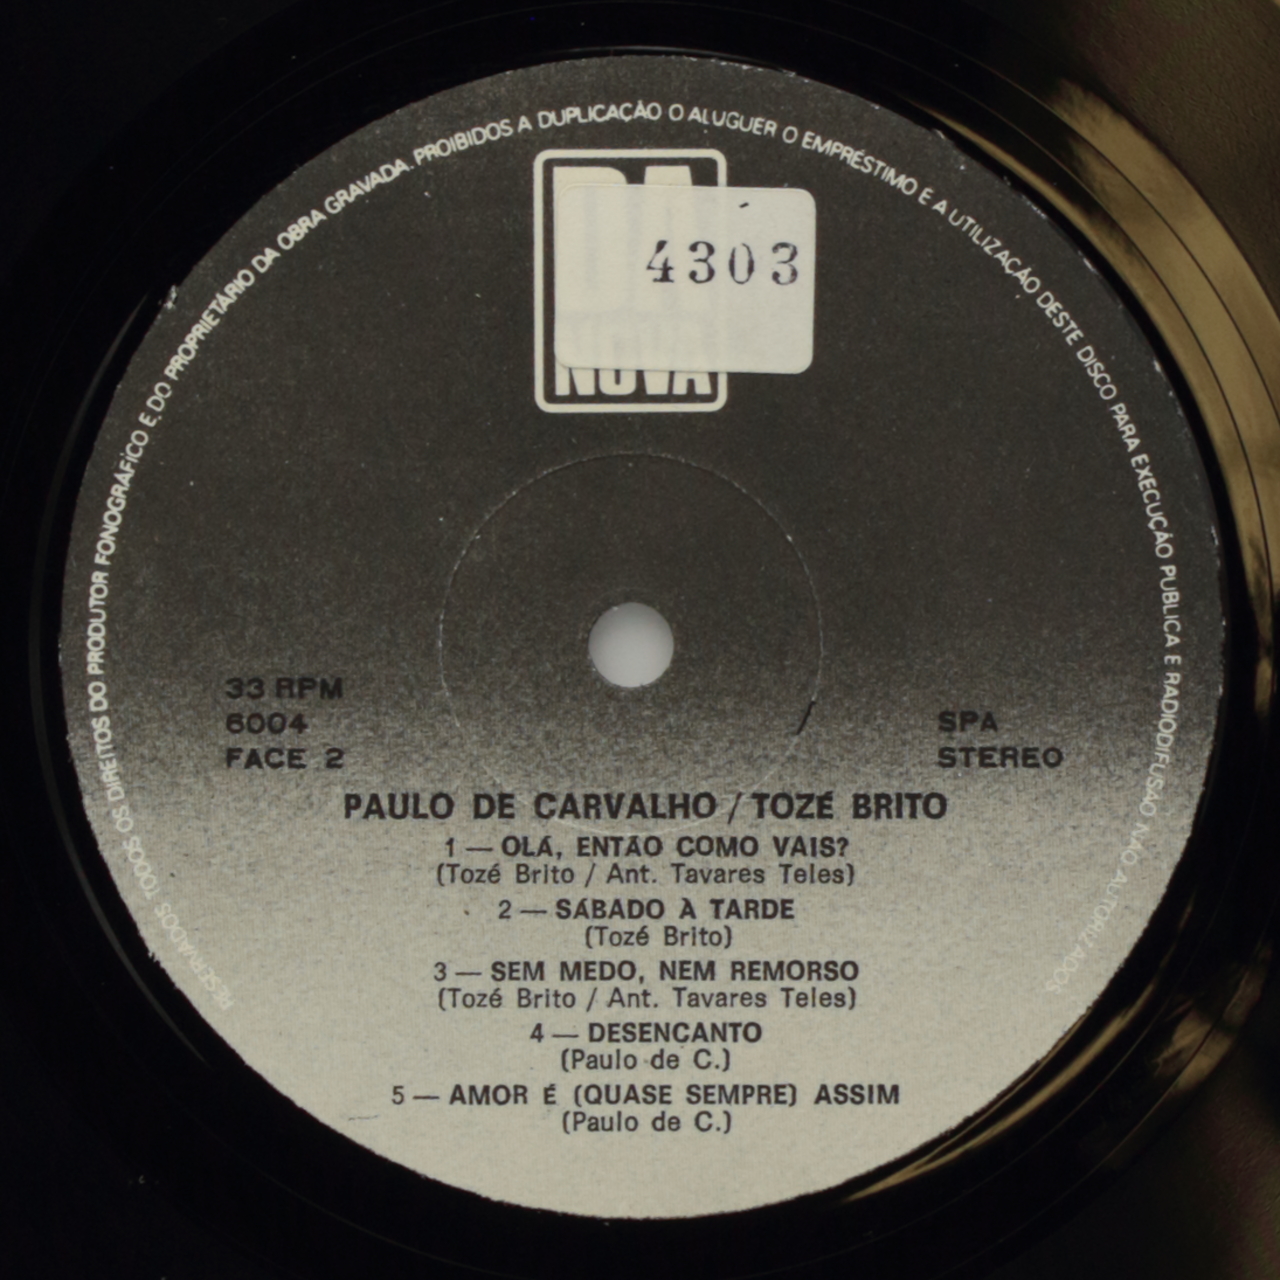 RESERVADOS TODOS OS DIREITOS DO PRODUTOR FONOGRÁFICO E DO PROPRIETÁRIO DA OBRA GRAVADA. PROIBIDOS A DUPLICAÇÃO O ALUGUER O EMPRÉSTIMO E A UTILIZAÇÃO DESTE DISCO PARA EXECUÇÃO PUBLICA E RADIODIFUSÃO NÃO AUTORIZADOS
4303
NOVA
33 RPM
6004
FACE 2
SPA
STEREO
PAULO DE CARVALHO / TOZÉ BRITO
1 — OLÁ, ENTÃO COMO VAIS?
(Tozé Brito / Ant. Tavares Teles)
2 — SÁBADO À TARDE
(Tozé Brito)
3 — SEM MEDO, NEM REMORSO
(Tozé Brito / Ant. Tavares Teles)
4 — DESENCANTO
(Paulo de C.)
5 — AMOR É (QUASE SEMPRE) ASSIM
(Paulo de C.)